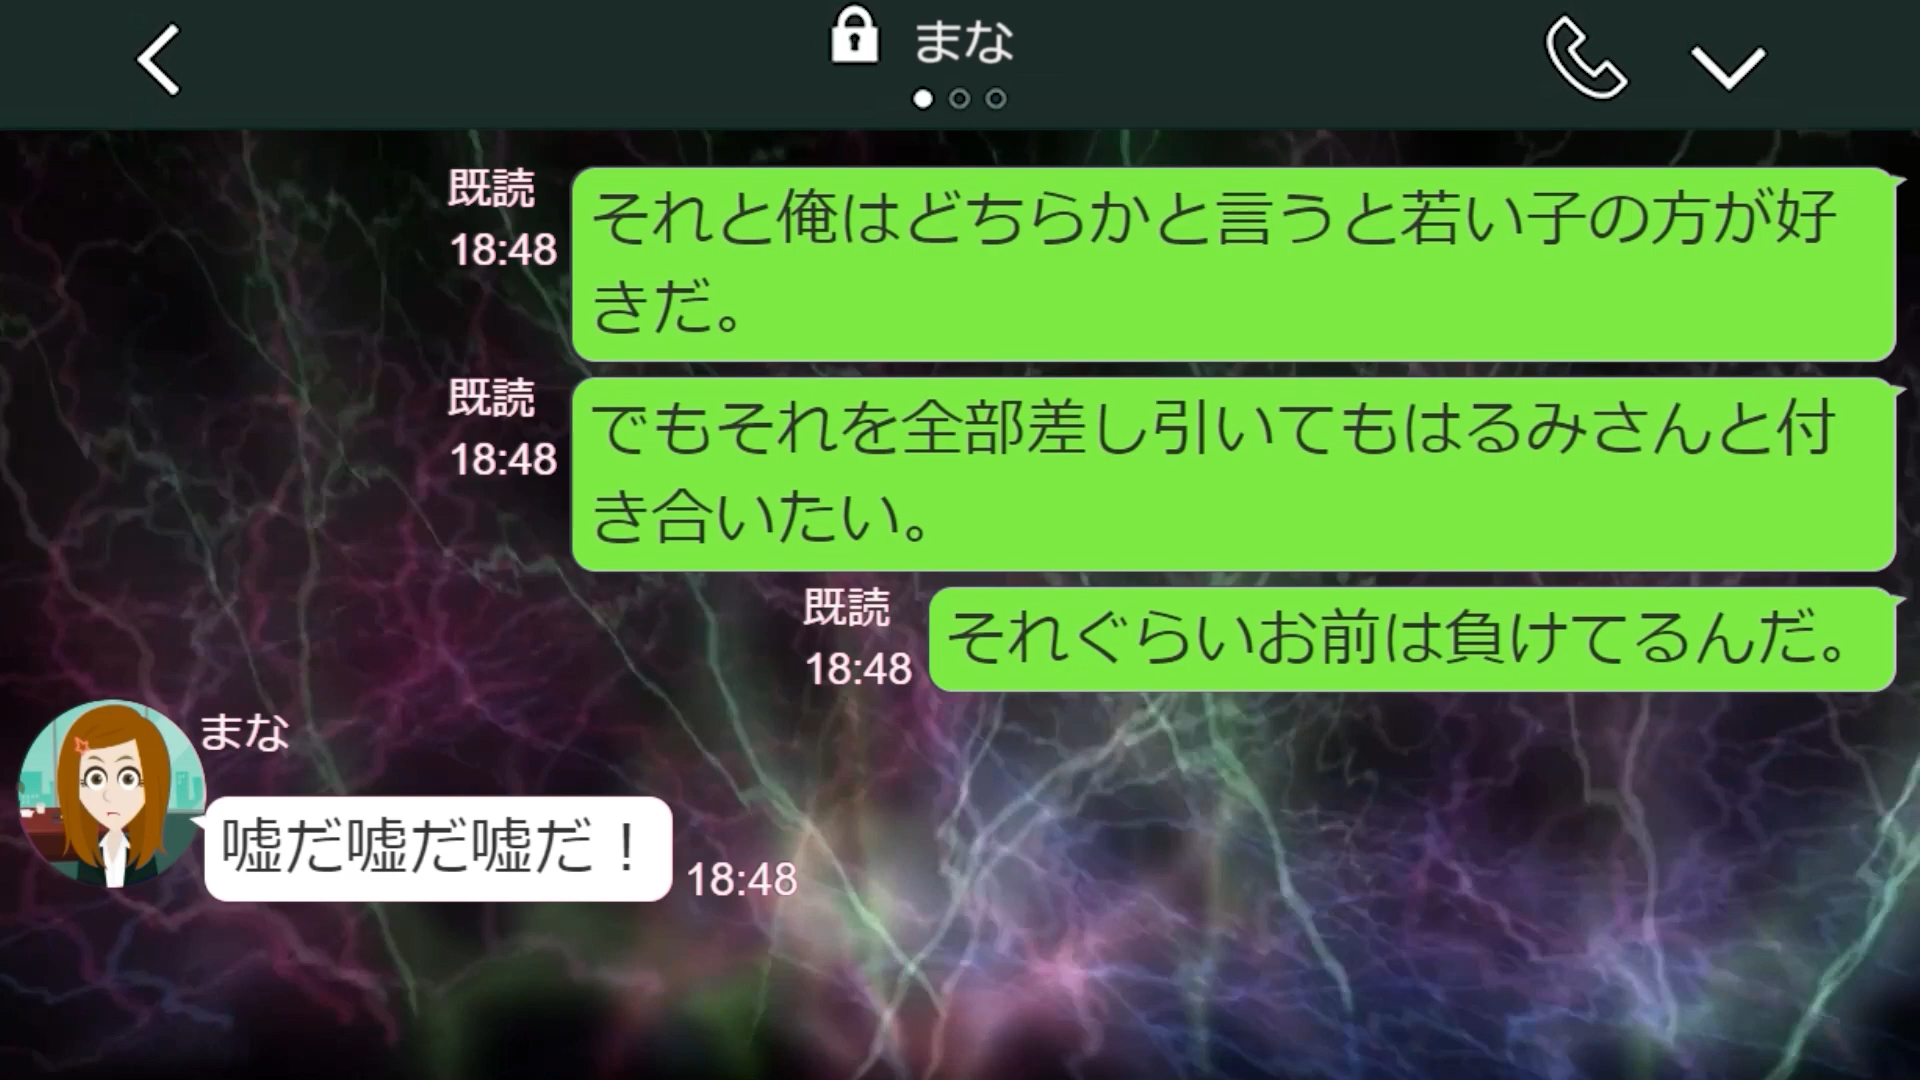 まな
既読
18:48
それと俺はどちらかと言うと若い子の方が好
きだ。
既読
18:48
でもそれを全部差し引いてもはるみさんと付
き合いたい。
既読
18:48
それぐらいお前は負けてるんだ。
まな
嘘だ嘘だ嘘だ！
18:48